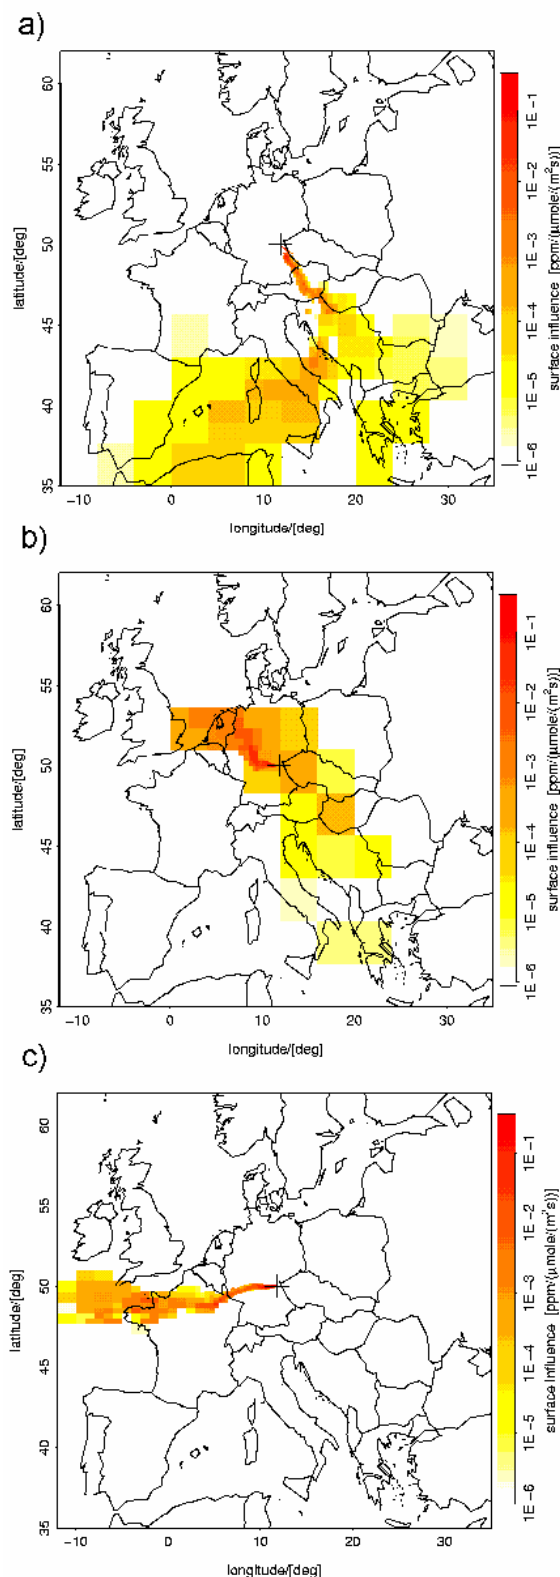 a)
60
55
50
45
40
35
latitude/[deg]
−10 0 10 20 30
longitude/[deg]
1E−1
1E−2
1E−3
1E−4
1E−5
1E−6
surface influence [ppm/(µmole/(m²s))]
b)
60
55
50
45
40
35
latitude/[deg]
−10 0 10 20 30
longitude/[deg]
1E−1
1E−2
1E−3
1E−4
1E−5
1E−6
surface influence [ppm/(µmole/(m²s))]
c)
60
55
50
45
40
35
latitude/[deg]
−10 0 10 20 30
longitude/[deg]
1E−1
1E−2
1E−3
1E−4
1E−5
1E−6
surface influence [ppm/(µmole/(m²s))]